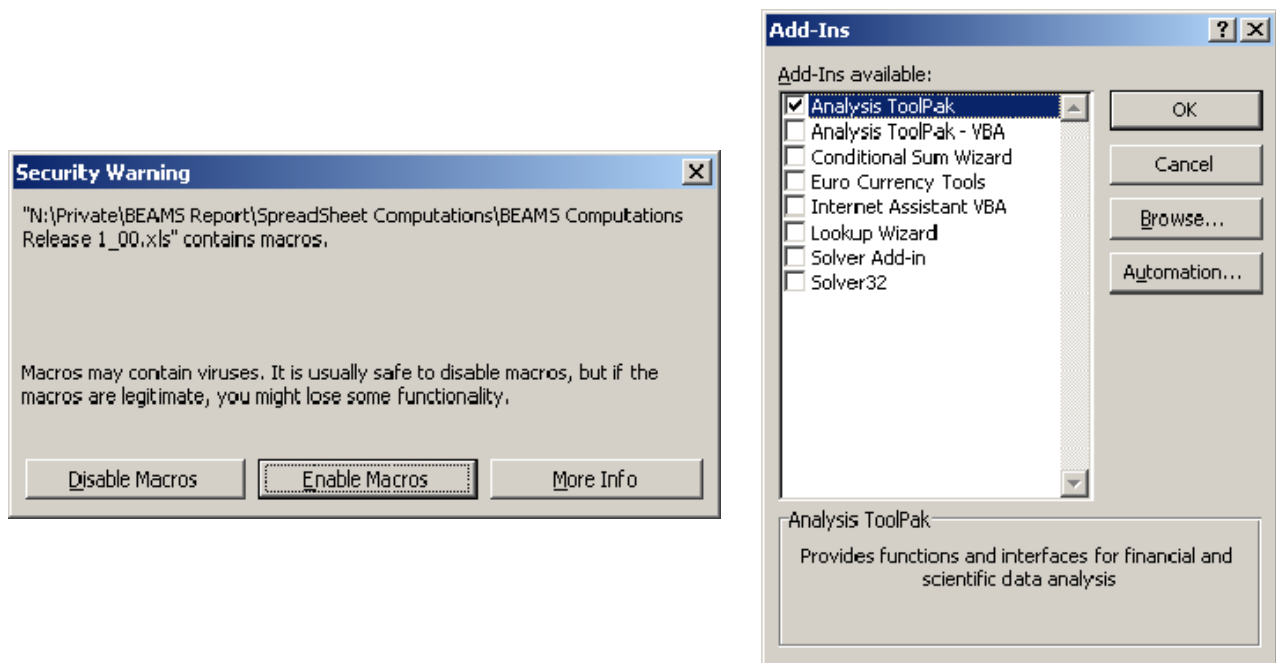 Security Warning
"N:\Private\BEAMS Report\SpreadSheet Computations\BEAMS Computations
Release 1_00.xls" contains macros.
Macros may contain viruses. It is usually safe to disable macros, but if the
macros are legitimate, you might lose some functionality.
Disable Macros
Enable Macros
More Info
Add-Ins
Add-Ins available:
Analysis ToolPak
Analysis ToolPak - VBA
Conditional Sum Wizard
Euro Currency Tools
Internet Assistant VBA
Lookup Wizard
Solver Add-in
Solver32
OK
Cancel
Browse...
Automation...
Analysis ToolPak
Provides functions and interfaces for financial and
scientific data analysis